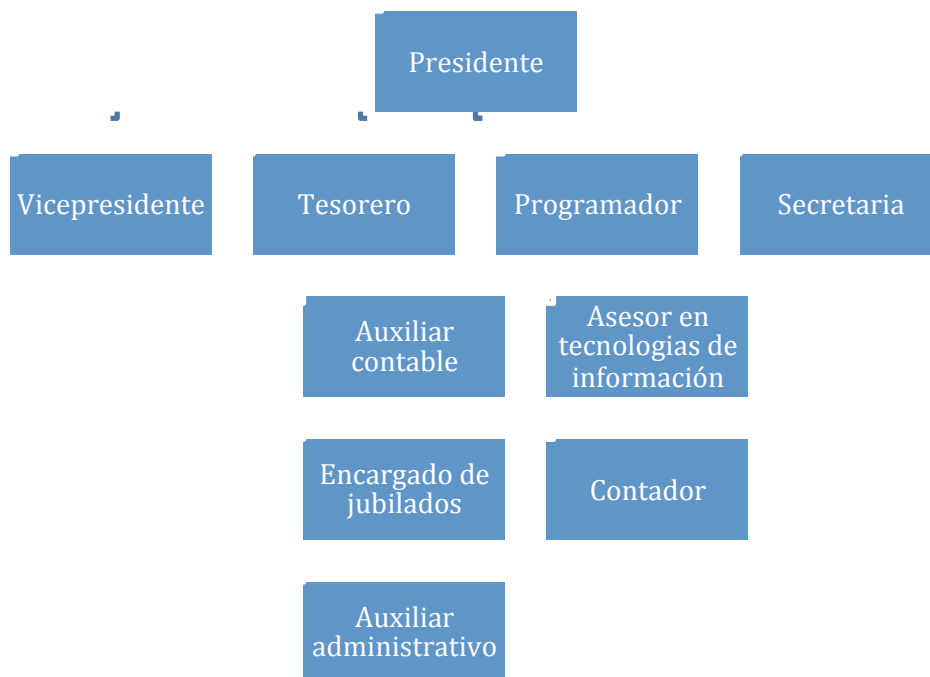 Presidente
Vicepresidente
Tesorero
Programador
Secretaria
Auxiliar
contable
Asesor en
tecnologias de
información
Encargado de
jubilados
Contador
Auxiliar
administrativo